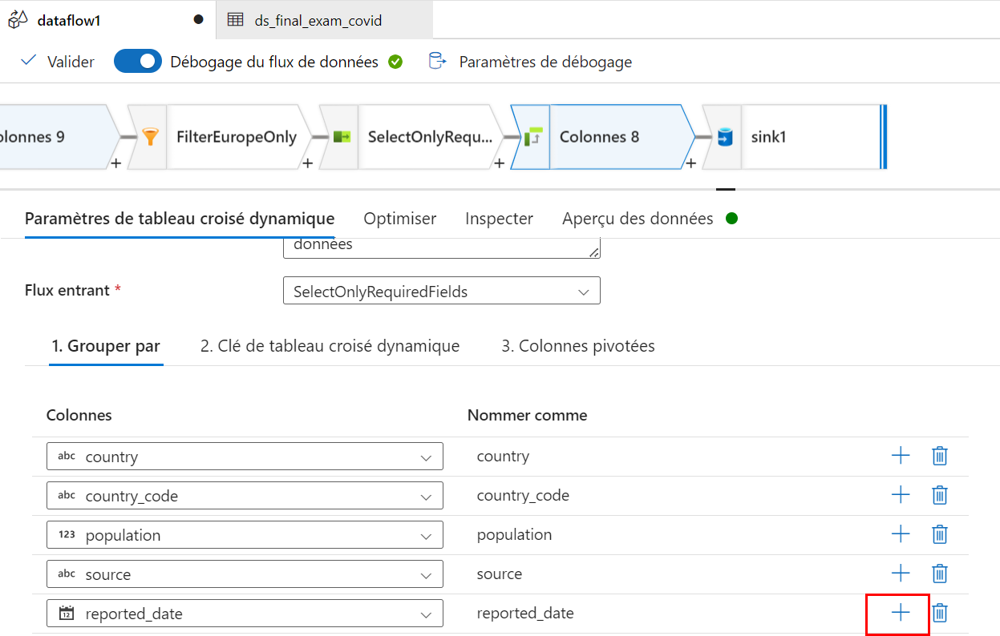 dataflow1 ds_final_exam_covid
Valider Débogage du flux de données Paramètres de débogage
olonnes 9 FilterEuropeOnly SelectOnlyRequ... Colonnes 8 sink1
+ + + +
Paramètres de tableau croisé dynamique Optimiser Inspecter Aperçu des données
données
Flux entrant * SelectOnlyRequiredFields
1. Grouper par 2. Clé de tableau croisé dynamique 3. Colonnes pivotées
Colonnes Nommer comme
abc country country
abc country_code country_code
123 population population
abc source source
12 reported_date reported_date